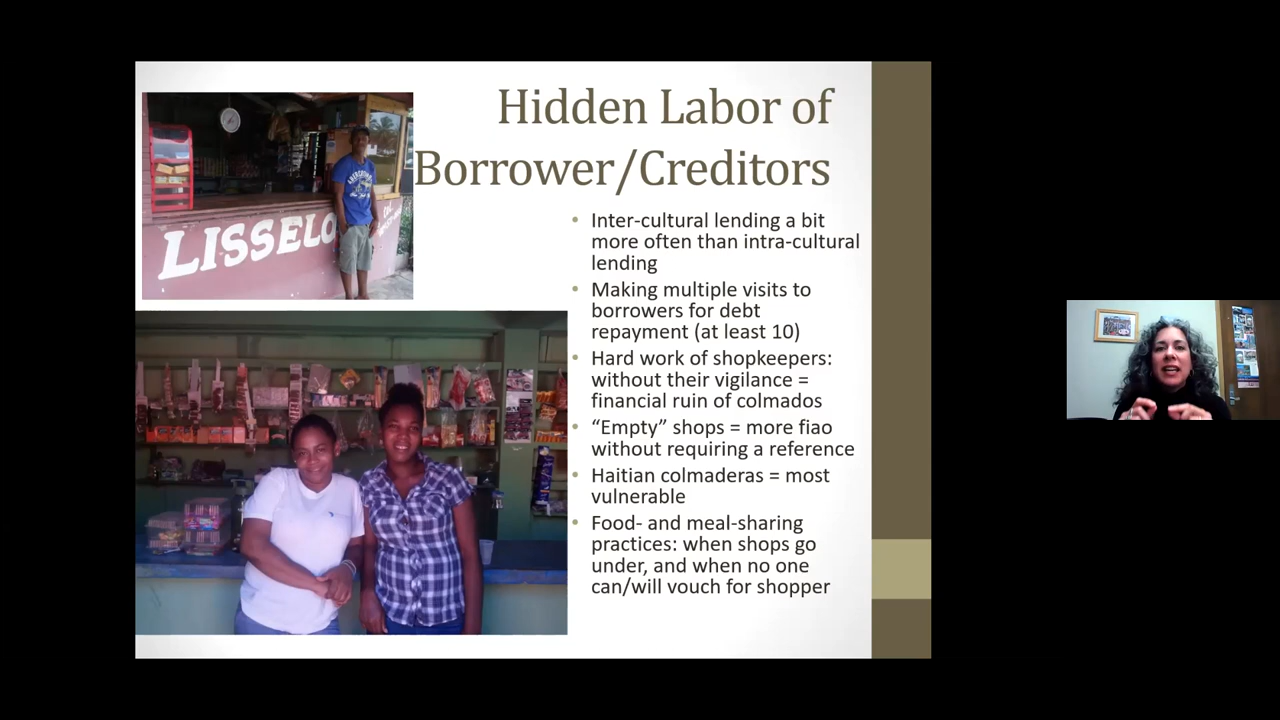 Hidden Labor of
Borrower/Creditors
• Inter-cultural lending a bit
more often than intra-cultural
lending
• Making multiple visits to
borrowers for debt
repayment (at least 10)
• Hard work of shopkeepers:
without their vigilance =
financial ruin of colmados
• “Empty” shops = more fiao
without requiring a reference
• Haitian colmaderas = most
vulnerable
• Food- and meal-sharing
practices: when shops go
under, and when no one
can/will vouch for shopper
LISSELO